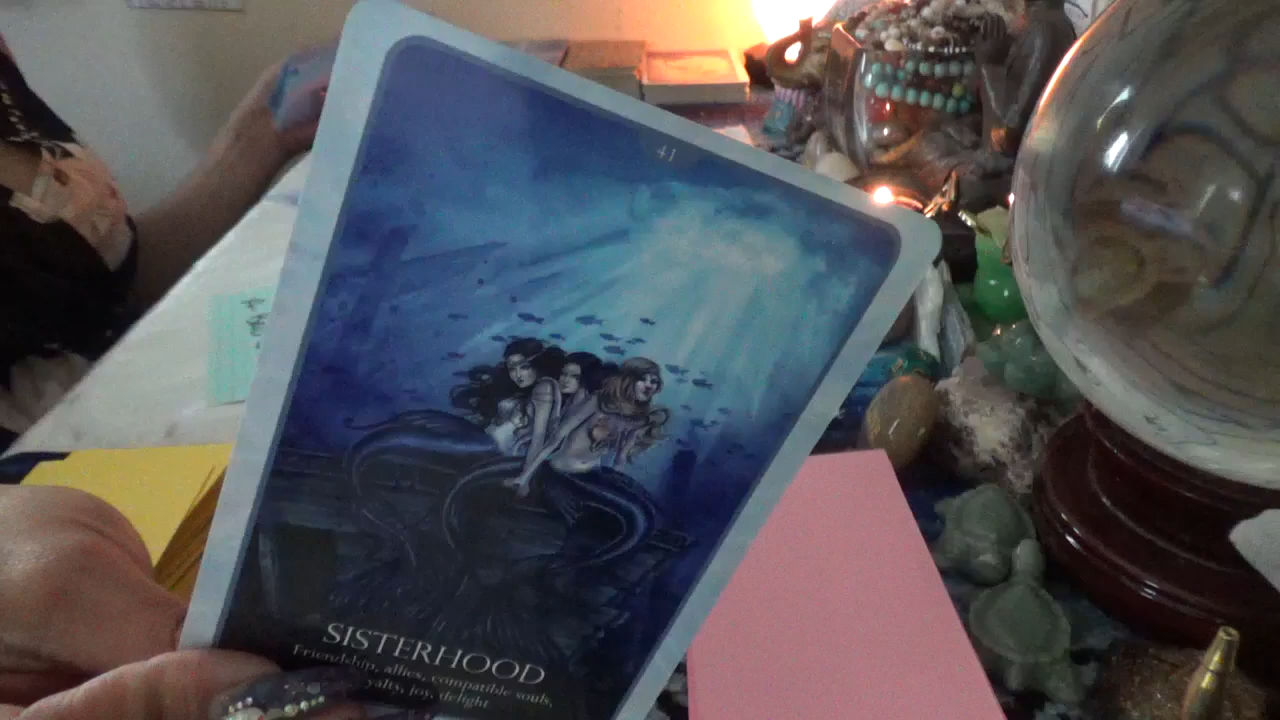 41
SISTERHOOD
Friendship, allies, compatible souls,
yalty, joy, delight